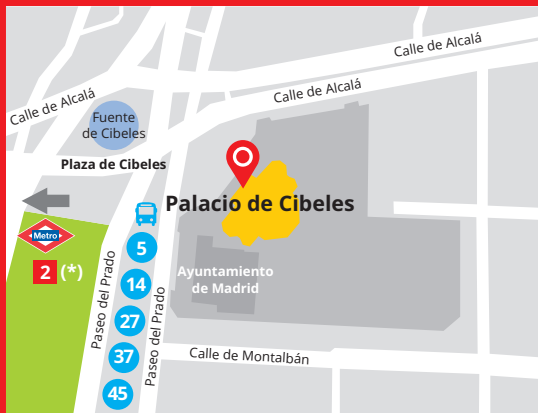 Calle de Alcalá
Calle de Alcalá
Calle de Alcalá
Fuente
de Cibeles
Plaza de Cibeles
Palacio de Cibeles
Metro
2 (*)
5
14
27
37
45
Ayuntamiento
de Madrid
Paseo del Prado
Paseo del Prado
Calle de Montalbán